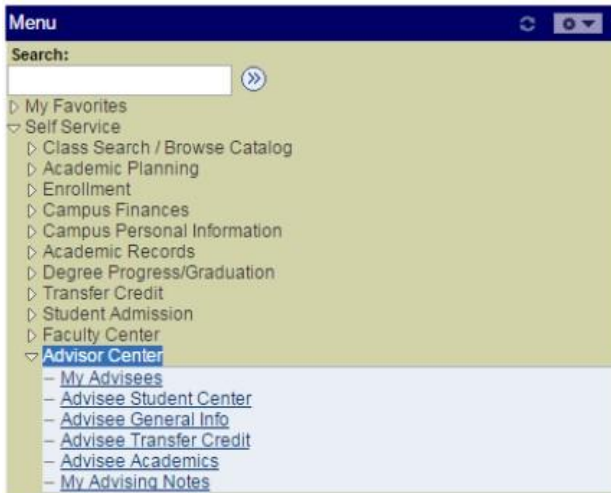 Menu
Search:
My Favorites
Self Service
Class Search / Browse Catalog
Academic Planning
Enrollment
Campus Finances
Campus Personal Information
Academic Records
Degree Progress/Graduation
Transfer Credit
Student Admission
Faculty Center
Advisor Center
– My Advisees
– Advisee Student Center
– Advisee General Info
– Advisee Transfer Credit
– Advisee Academics
– My Advising Notes